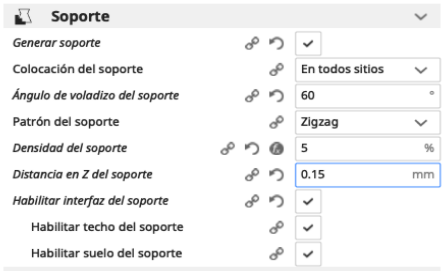 Soporte
Generar soporte
Colocación del soporte En todos sitios
Ángulo de voladizo del soporte 60 °
Patrón del soporte Zigzag
Densidad del soporte 5 %
Distancia en Z del soporte 0.15 mm
Habilitar interfaz del soporte
Habilitar techo del soporte
Habilitar suelo del soporte